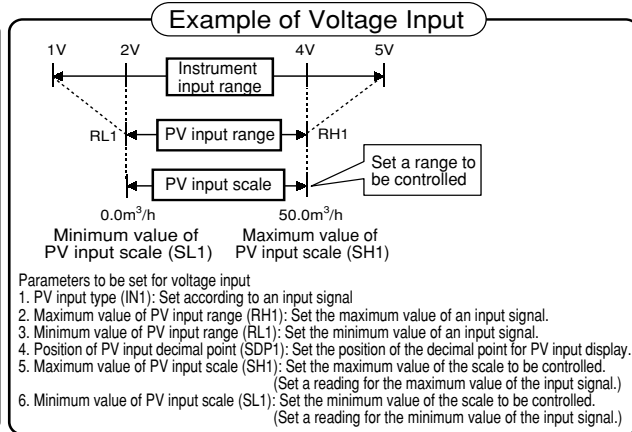 Example of Voltage Input
1V 2V 4V 5V
Instrument
input range
RL1 PV input range RH1
PV input scale
Set a range to
be controlled
0.0m³/h 50.0m³/h
Minimum value of
PV input scale (SL1)
Maximum value of
PV input scale (SH1)
Parameters to be set for voltage input
1. PV input type (IN1): Set according to an input signal
2. Maximum value of PV input range (RH1): Set the maximum value of an input signal.
3. Minimum value of PV input range (RL1): Set the minimum value of an input signal.
4. Position of PV input decimal point (SDP1): Set the position of the decimal point for PV input display.
5. Maximum value of PV input scale (SH1): Set the maximum value of the scale to be controlled.
(Set a reading for the maximum value of the input signal.)
6. Minimum value of PV input scale (SL1): Set the minimum value of the scale to be controlled.
(Set a reading for the minimum value of the input signal.)